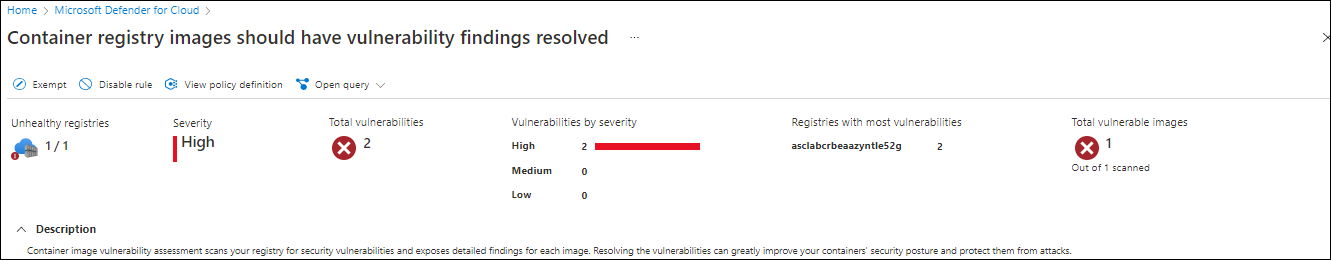 Home > Microsoft Defender for Cloud >
Container registry images should have vulnerability findings resolved ...
Exempt Disable rule View policy definition Open query
Unhealthy registries Severity Total vulnerabilities Vulnerabilities by severity Registries with most vulnerabilities Total vulnerable images
1 / 1 High 2 High 2 asclabcrbeaazyntle52g 2 1
Medium 0 Out of 1 scanned
Low 0
Description
Container image vulnerability assessment scans your registry for security vulnerabilities and exposes detailed findings for each image. Resolving the vulnerabilities can greatly improve your containers' security posture and protect them from attacks.